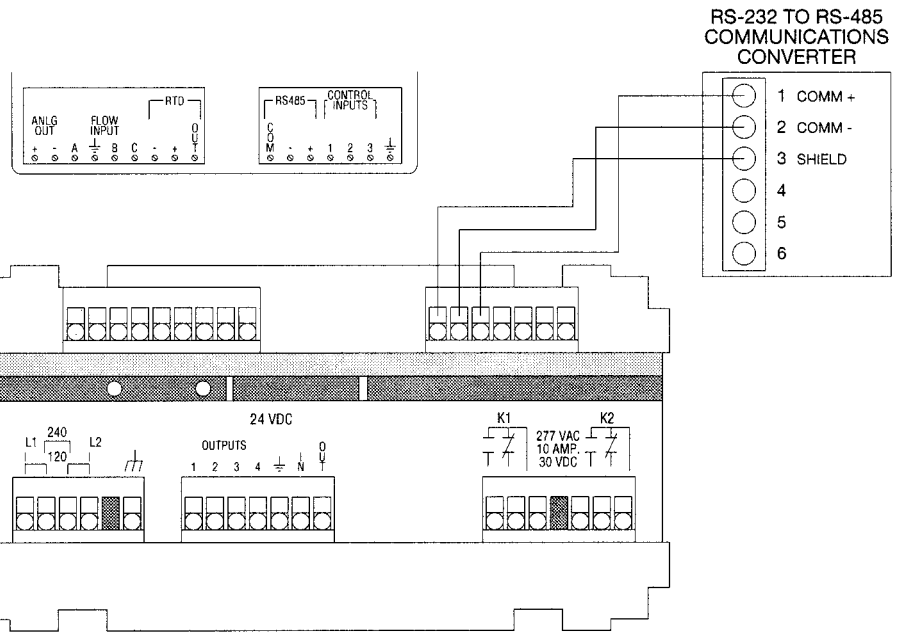 RS-232 TO RS-485
COMMUNICATIONS
CONVERTER
1 COMM +
2 COMM -
3 SHIELD
4
5
6
RTD
ANLG
OUT
FLOW
INPUT
OUT
+ - A B C - +
RS485
CONTROL
INPUTS
COM - + 1 2 3
24 VDC
240
L1 L2
120
OUTPUTS
1 2 3 4 N OUT
K1 K2
277 VAC
10 AMP.
30 VDC